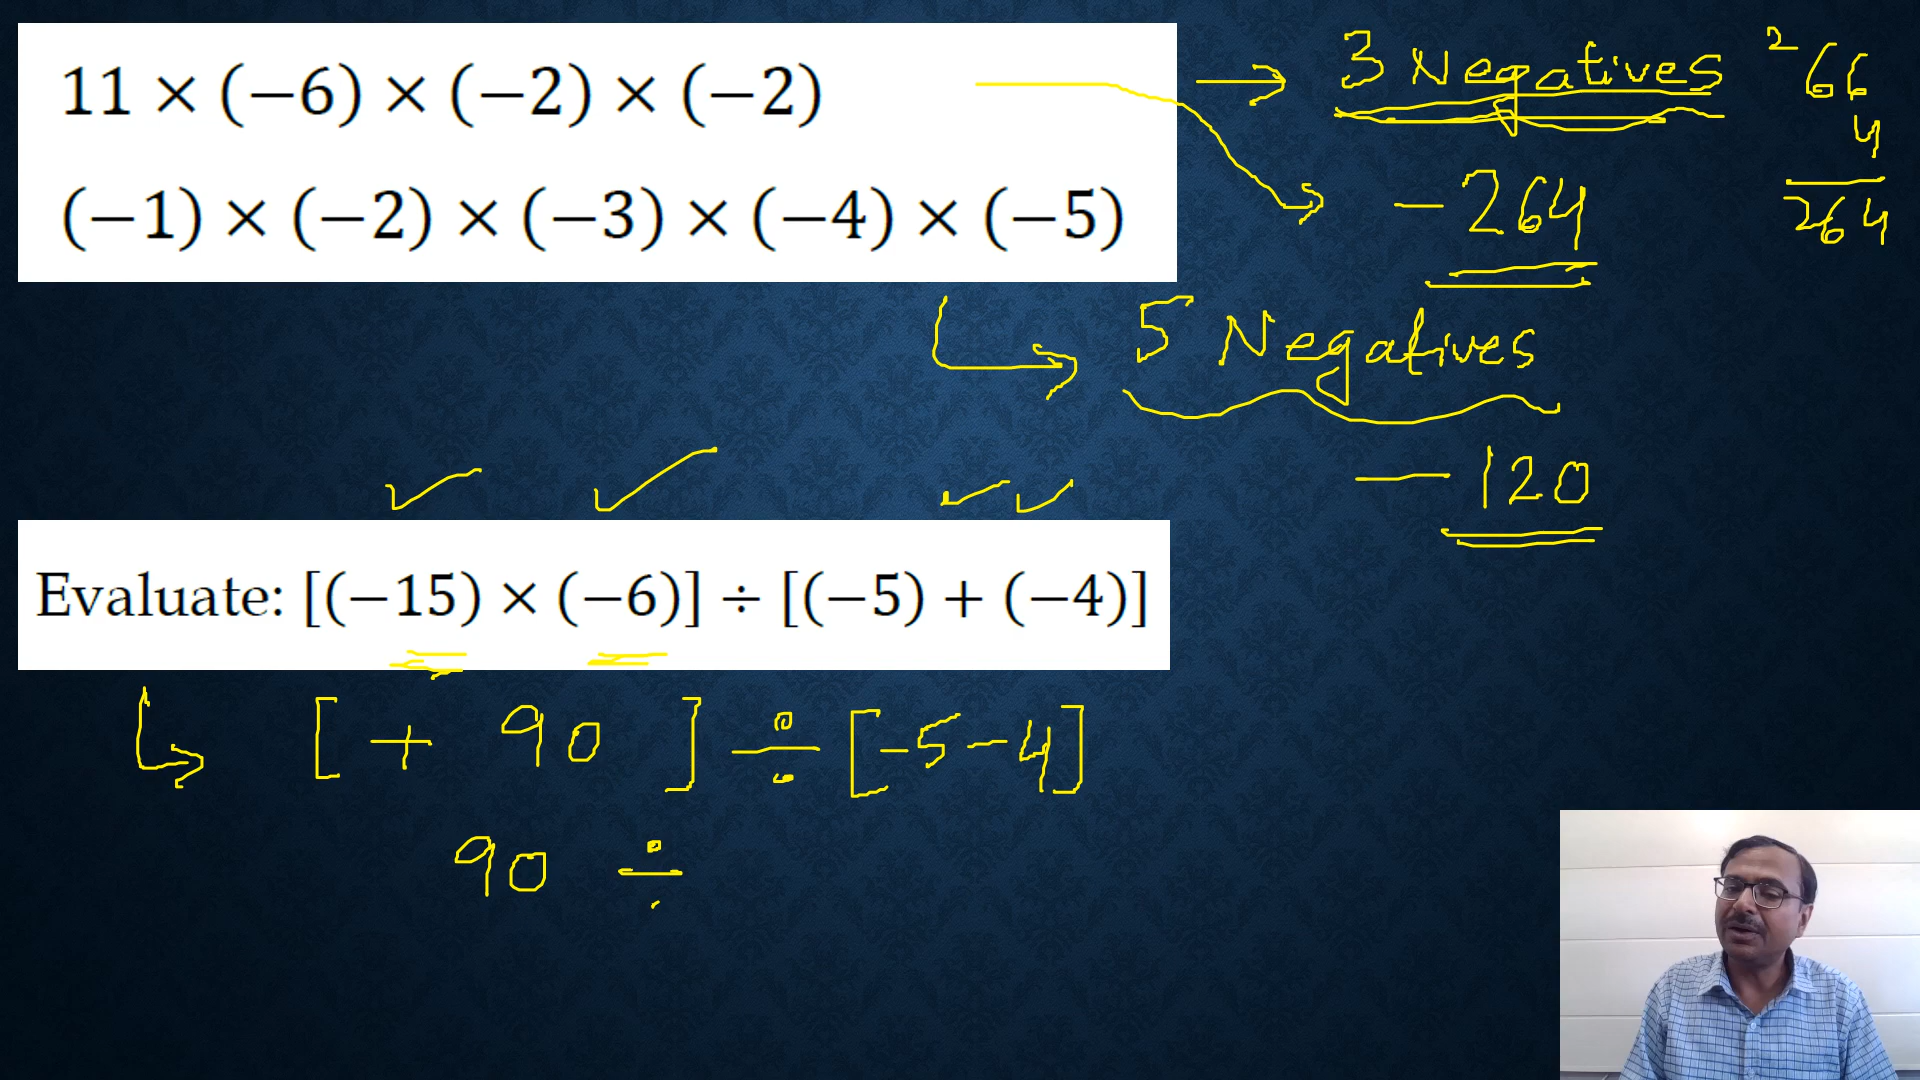 11 × (−6) × (−2) × (−2)
→ 3 Negatives
2 66
4
264
(−1) × (−2) × (−3) × (−4) × (−5)
− 264
5 Negatives
− 120
Evaluate: [(−15) × (−6)] ÷ [(−5) + (−4)]
[ + 90 ] ÷ [−5−4]
90 ÷